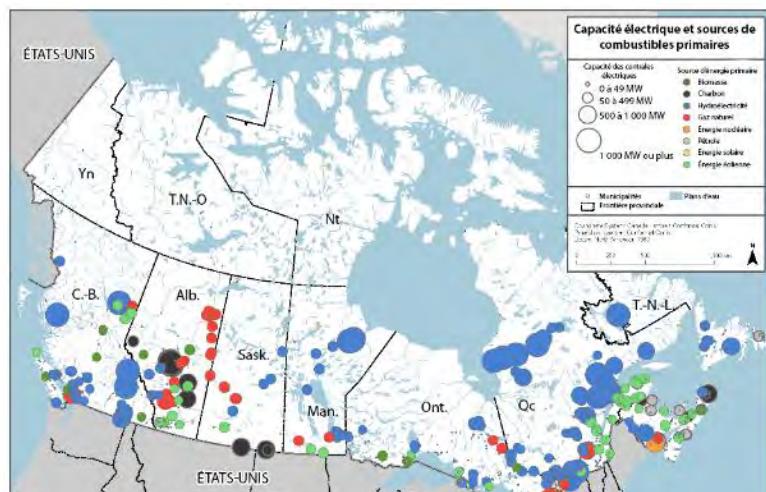 ÉTATS-UNIS
Capacité électrique et sources de
combustibles primaires
Capacité des centrales
électriques
0 à 49 MW
50 à 499 MW
500 à 1 000 MW
1 000 MW ou plus
Source d'énergie primaire
Biomasse
Charbon
Hydroélectricité
Gaz naturel
Énergie nucléaire
Pétrole
Énergie solaire
Énergie éolienne
Municipalités
Plans d'eau
Frontière provinciale
N
Yn
T.N.-O
Nt
C.-B.
Alb.
Sask.
Man.
Ont.
Qc
T.-N.-L.
ÉTATS-UNIS